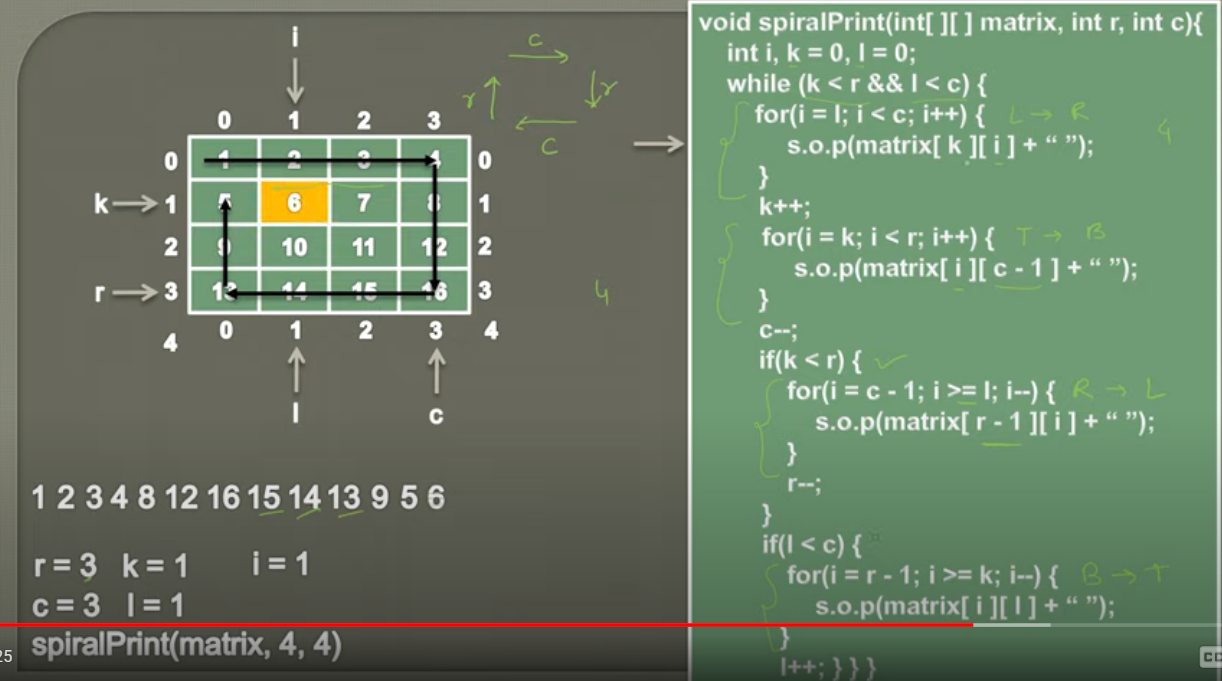 i
c
r
r
c
0 1 2 3
0 1 2 3 4 0
k 1 5 6 7 8 1
2 9 10 11 12 2
r 3 13 14 15 16 3
4 0 1 2 3 4
l c
4
1 2 3 4 8 12 16 15 14 13 9 5 6
r = 3 k = 1 i = 1
c = 3 l = 1
spiralPrint(matrix, 4, 4)
25
void spiralPrint(int[ ][ ] matrix, int r, int c){
int i, k = 0, l = 0;
while (k < r && l < c) {
for(i = l; i < c; i++) { L → R
s.o.p(matrix[ k ][ i ] + “ ”); 4
}
k++;
for(i = k; i < r; i++) { T → B
s.o.p(matrix[ i ][ c - 1 ] + “ ”);
}
c--;
if(k < r) { ✓
for(i = c - 1; i >= l; i--) { R → L
s.o.p(matrix[ r - 1 ][ i ] + “ ”);
}
r--;
}
if(l < c) {
for(i = r - 1; i >= k; i--) { B → T
s.o.p(matrix[ i ][ l ] + “ ”);
}
l++; } } }
CC